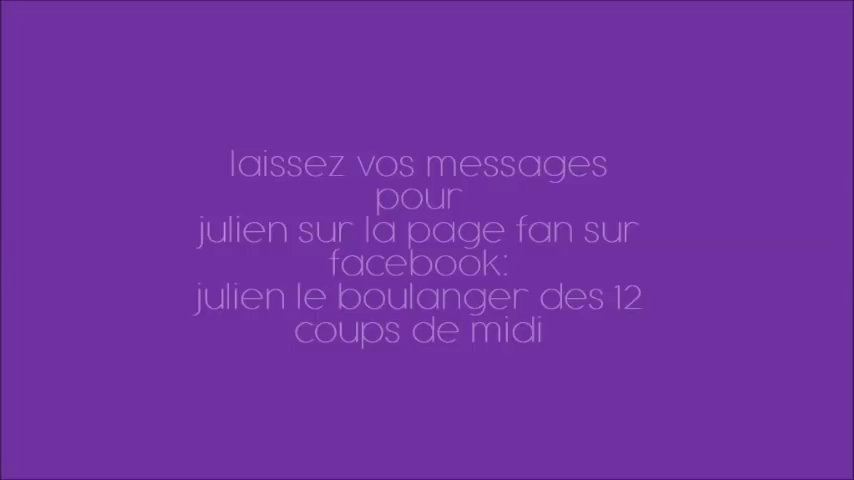 laissez vos messages
pour
julien sur la page fan sur
facebook:
julien le boulanger des 12
coups de midi